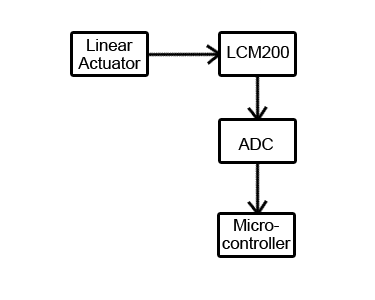 Linear
Actuator
LCM200
ADC
Micro-
controller